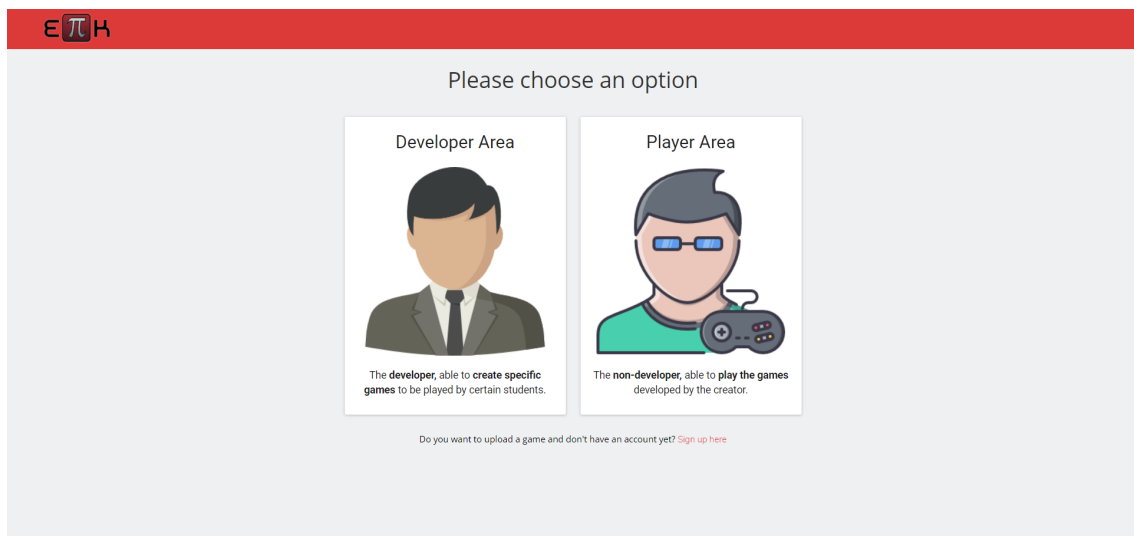 επK
Please choose an option
Developer Area
Player Area
The developer, able to create specific
games to be played by certain students.
The non-developer, able to play the games
developed by the creator.
Do you want to upload a game and don't have an account yet? Sign up here